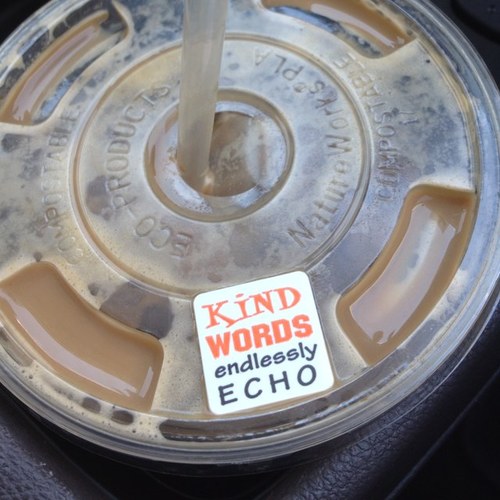 ECO-PRODUCTS
NatureWorks PLA
COMPOSTABLE
COMPOSTABLE
KiND
WORDS
endlessly
ECHO